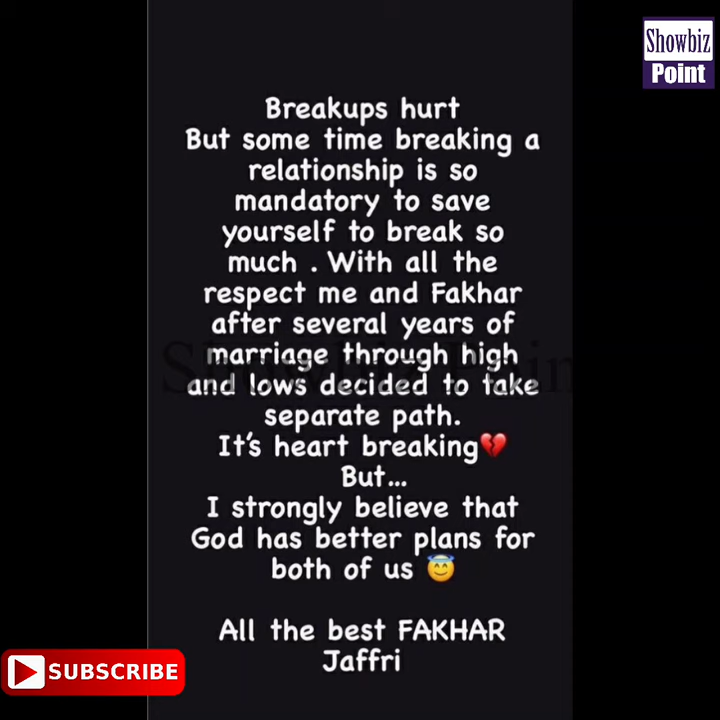 Showbiz
Point
Breakups hurt
But some time breaking a
relationship is so
mandatory to save
yourself to break so
much . With all the
respect me and Fakhar
after several years of
marriage through high
and lows decided to take
separate path.
It's heart breaking💔
But...
I strongly believe that
God has better plans for
both of us 😇
All the best FAKHAR
Jaffri
Showbiz Poin
SUBSCRIBE